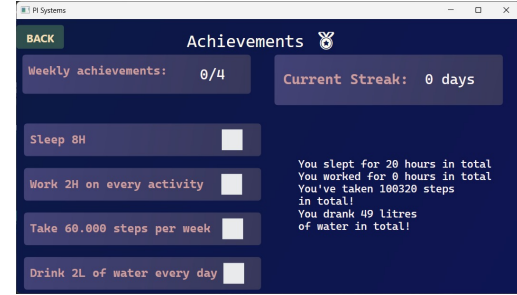 PI Systems
BACK
Achievements
Weekly achievements: 0/4
Current Streak: 0 days
Sleep 8H
Work 2H on every activity
Take 60.000 steps per week
Drink 2L of water every day
You slept for 20 hours in total
You worked for 0 hours in total
You've taken 100320 steps
in total!
You drank 49 litres
of water in total!